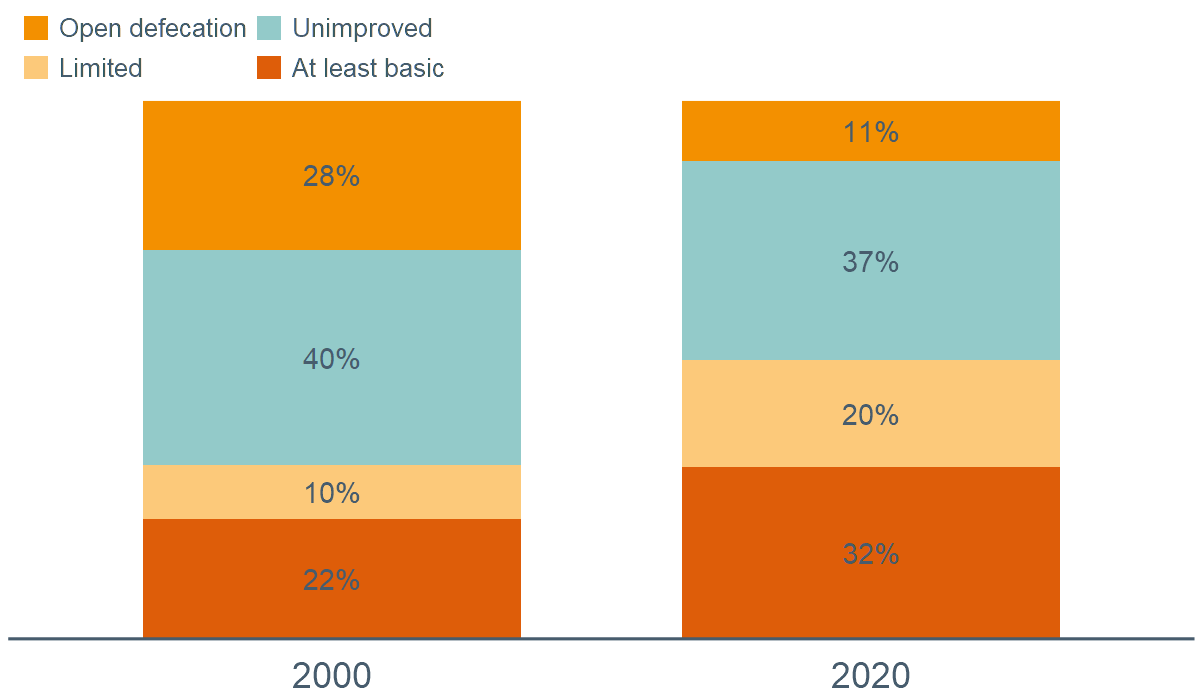 Open defecation Unimproved
Limited At least basic
28% 11%
40% 37%
10% 20%
22% 32%
2000 2020